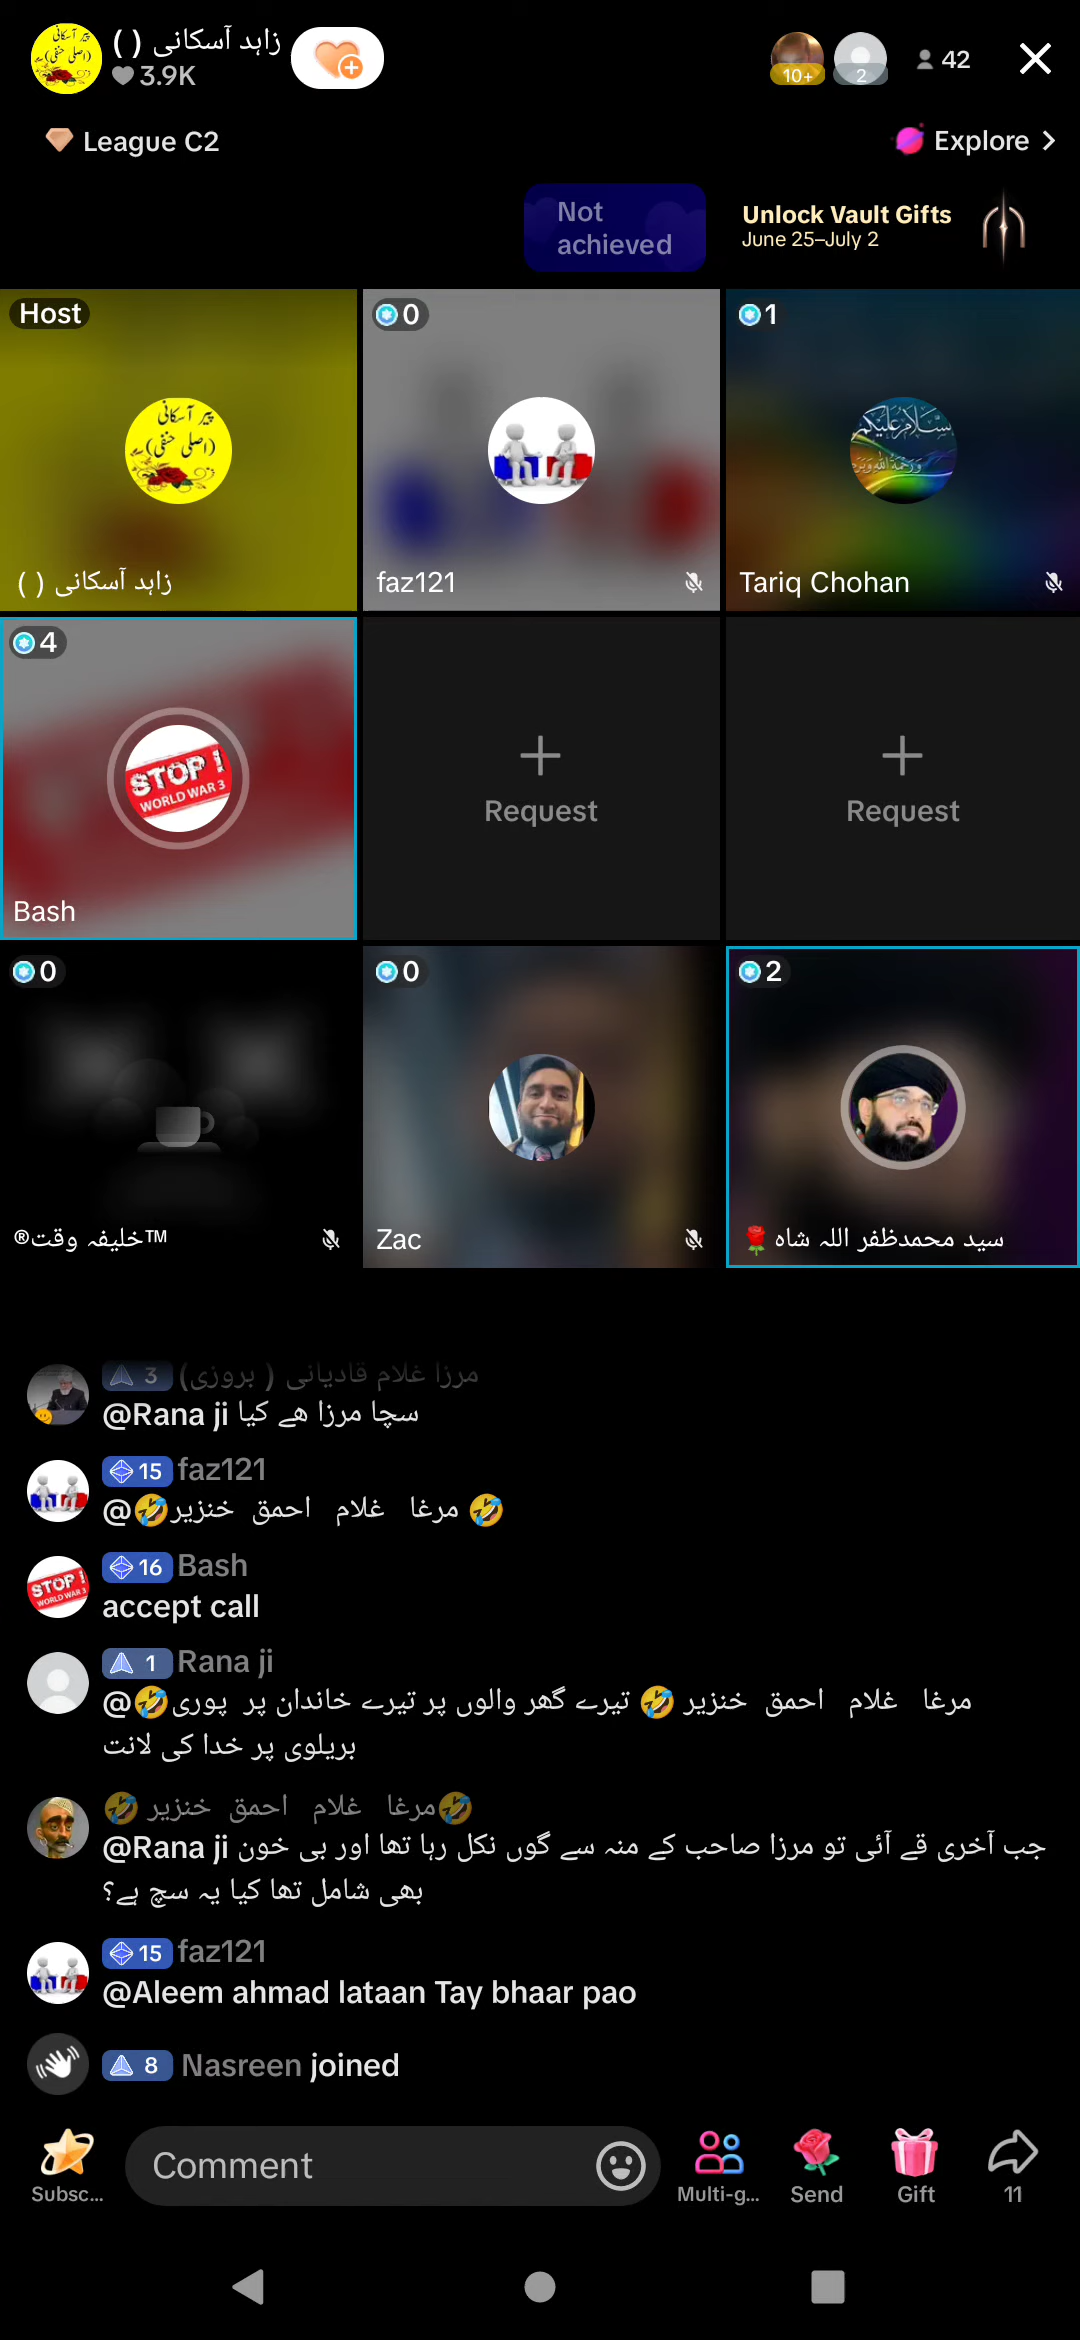 زاہد آسکانی ( )
3.9K
10+
2
42
League C2
Explore
Not
achieved
Unlock Vault Gifts
June 25–July 2
Host
پیر آسکانی
(اصلی حنفی)
زاہد آسکانی ( )
0
faz121
1
Tariq Chohan
4
STOP !
WORLD WAR 3
Bash
Request
Request
0
®خلیفہ وقت™
0
Zac
2
سید محمدظفر اللہ شاہ🌹
3 مرزا غلام قادیانی ( بروزی)
@Rana ji سچا مرزا ھے کیا
15 faz121
@🤣مرغا غلام احمق خنزیر 🤣
16 Bash
accept call
1 Rana ji
@🤣مرغا غلام احمق خنزیر 🤣 تیرے گھر والوں پر تیرے خاندان پر پوری
بریلوی پر خدا کی لانت
🤣مرغا غلام احمق خنزیر 🤣
@Rana ji جب آخری قے آئی تو مرزا صاحب کے منہ سے گوں نکل رہا تھا اور بی خون
بھی شامل تھا کیا یہ سچ ہے؟
15 faz121
@Aleem ahmad lataan Tay bhaar pao
8 Nasreen joined
Subsc...
Comment
Multi-g...
Send
Gift
11